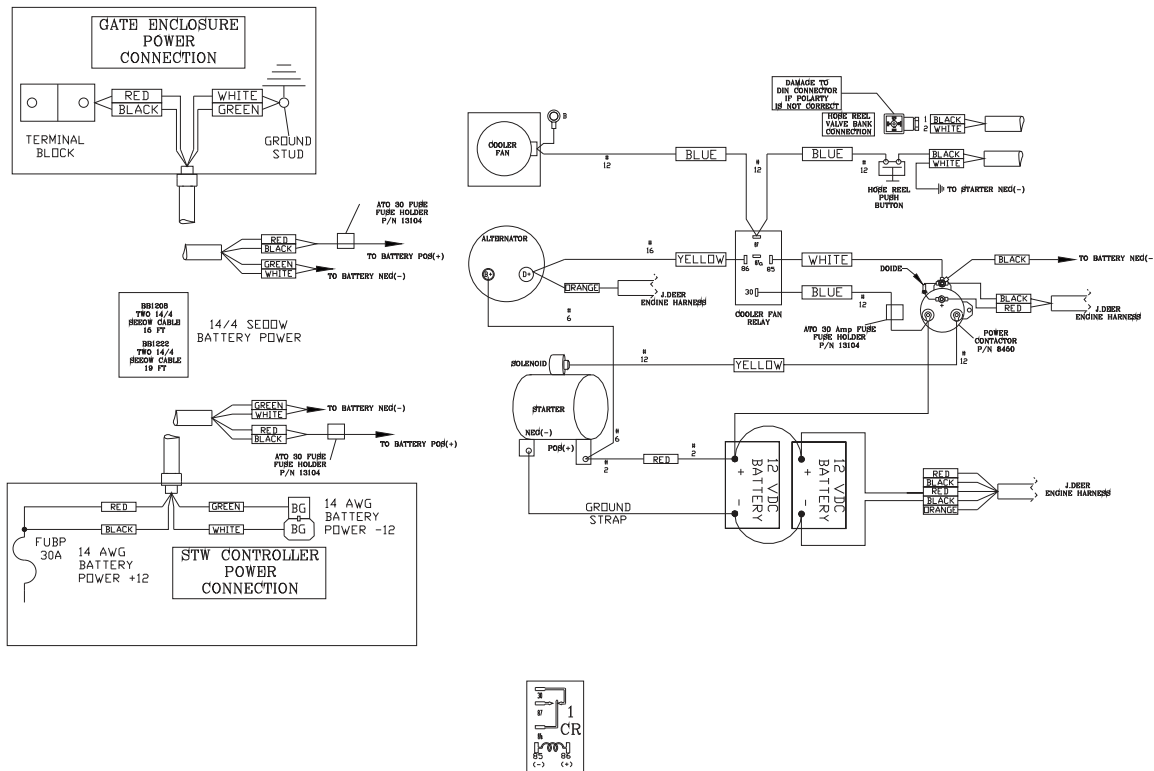 GATE ENCLOSURE
POWER
CONNECTION
RED
BLACK
WHITE
GREEN
TERMINAL
BLOCK
GROUND
STUD
ATO 30 FUSE
FUSE HOLDER
P/N 13104
RED
BLACK
TO BATTERY POS(+)
GREEN
WHITE
TO BATTERY NEG(-)
BB1208
TWO 14/4
SEEOW CABLE
16 FT
BB1222
TWO 14/4
SEEOW CABLE
19 FT
14/4 SEOOW
BATTERY POWER
GREEN
WHITE
TO BATTERY NEG(-)
RED
BLACK
TO BATTERY POS(+)
ATO 30 FUSE
FUSE HOLDER
P/N 13104
RED
GREEN
BG
BLACK
WHITE
BG
14 AWG
BATTERY
POWER -12
FUBP
30A
14 AWG
BATTERY
POWER +12
STW CONTROLLER
POWER
CONNECTION
COOLER
FAN
B
#
12
BLUE
#
12
BLUE
#
12
DAMAGE TO
DIN CONNECTOR
IF POLARTY
IS NOT CORRECT
HOSE REEL
VALVE BANK
CONNECTION
1
2
BLACK
WHITE
BLACK
WHITE
TO STARTER NEG(-)
HOSE REEL
PUSH
BUTTON
ALTERNATOR
B+
D+
#
16
YELLOW
ORANGE
J.DEER
ENGINE HARNESS
#
6
87
87a
86
85
30
COOLER FAN
RELAY
WHITE
BLUE
#
12
DOIDE
ATO 30 Amp FUSE
FUSE HOLDER
P/N 13104
BLACK
TO BATTERY NEG(-
+
BLACK
RED
J.DEER
ENGINE HARNESS
POWER
CONTACTOR
P/N 8460
#
12
SOLENOID
#
12
YELLOW
STARTER
NEG(-)
POS(+)
#
6
#
2
RED
#
2
GROUND
STRAP
+
-
12 VDC
BATTERY
+
-
12 VDC
BATTERY
RED
BLACK
RED
BLACK
ORANGE
J.DEER
ENGINE HARNESS
30
87
1
CR
85
86
(-)
(+)